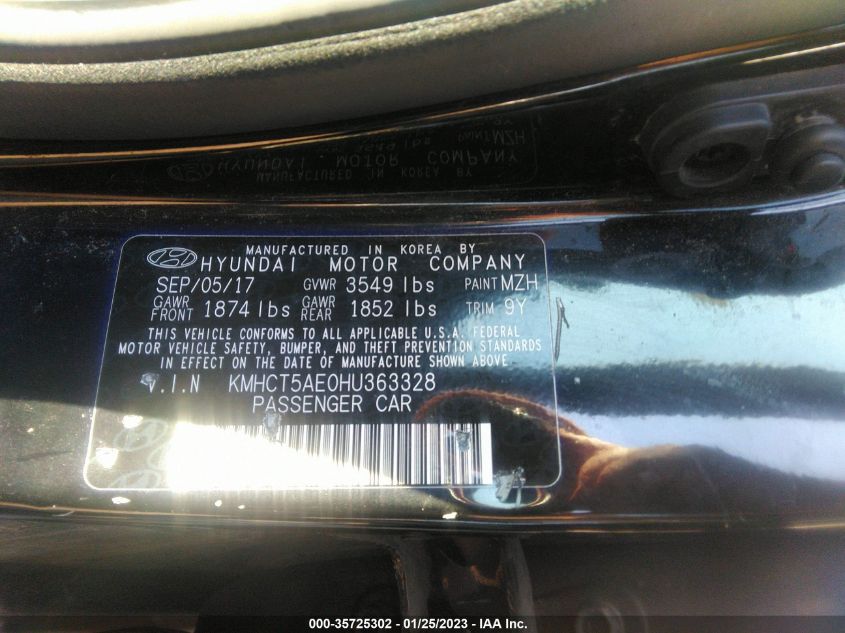 MANUFACTURED IN KOREA BY
HYUNDAI MOTOR COMPANY
SEP/05/17 GVWR 3549 lbs PAINT MZH
GAWR FRONT 1874 lbs GAWR REAR 1852 lbs TRIM 9Y
THIS VEHICLE CONFORMS TO ALL APPLICABLE U.S.A. FEDERAL
MOTOR VEHICLE SAFETY, BUMPER, AND THEFT PREVENTION STANDARDS
IN EFFECT ON THE DATE OF MANUFACTURE SHOWN ABOVE
V.I.N KMHCT5AE0HU363328
PASSENGER CAR
000-35725302 - 01/25/2023 - IAA Inc.